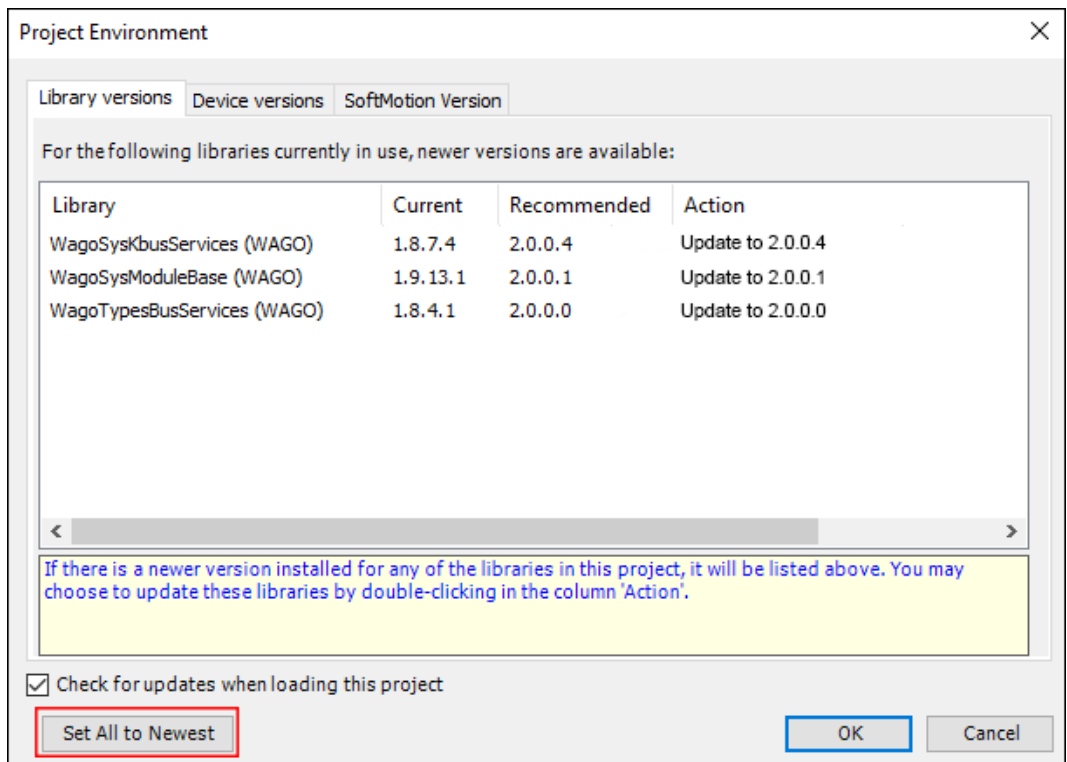 Project Environment
Library versions Device versions SoftMotion Version
For the following libraries currently in use, newer versions are available:
Library Current Recommended Action
WagoSysKbusServices (WAGO) 1.8.7.4 2.0.0.4 Update to 2.0.0.4
WagoSysModuleBase (WAGO) 1.9.13.1 2.0.0.1 Update to 2.0.0.1
WagoTypesBusServices (WAGO) 1.8.4.1 2.0.0.0 Update to 2.0.0.0
If there is a newer version installed for any of the libraries in this project, it will be listed above. You may
choose to update these libraries by double-clicking in the column 'Action'.
Check for updates when loading this project
Set All to Newest OK Cancel